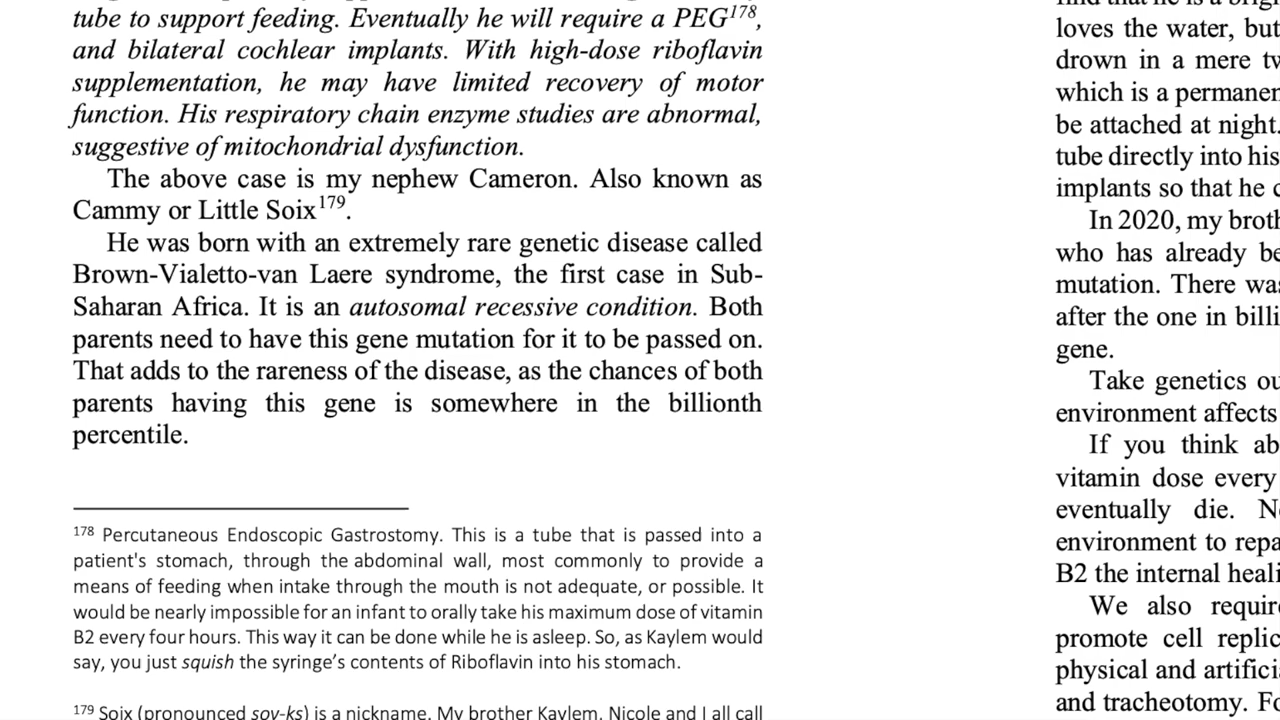 tube to support feeding. Eventually he will require a PEG178,
and bilateral cochlear implants. With high-dose riboflavin
supplementation, he may have limited recovery of motor
function. His respiratory chain enzyme studies are abnormal,
suggestive of mitochondrial dysfunction.
The above case is my nephew Cameron. Also known as
Cammy or Little Soix179.
He was born with an extremely rare genetic disease called
Brown-Vialetto-van Laere syndrome, the first case in Sub-
Saharan Africa. It is an autosomal recessive condition. Both
parents need to have this gene mutation for it to be passed on.
That adds to the rareness of the disease, as the chances of both
parents having this gene is somewhere in the billionth
percentile.
178 Percutaneous Endoscopic Gastrostomy. This is a tube that is passed into a
patient's stomach, through the abdominal wall, most commonly to provide a
means of feeding when intake through the mouth is not adequate, or possible. It
would be nearly impossible for an infant to orally take his maximum dose of vitamin
B2 every four hours. This way it can be done while he is asleep. So, as Kaylem would
say, you just squish the syringe's contents of Riboflavin into his stomach.
179 Soix (pronounced soy-ks) is a nickname. My brother Kaylem, Nicole and I all call
loves the water, but
drown in a mere
which is a
be attached at night.
tube directly into his
implants so that he
In 2020, my
who has already
mutation. There
after the one in
gene.
Take genetics
environment affects
If you think
vitamin dose every
eventually die.
environment to
B2 the internal
We also
promote cell
physical and
and tracheotomy.